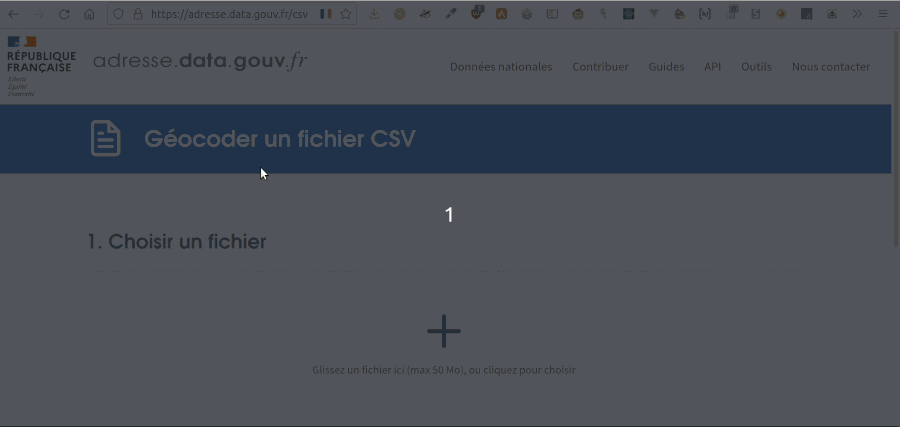 https://adresse.data.gouv.fr/csv
RÉPUBLIQUE
FRANÇAISE
Liberté
Égalité
Fraternité
adresse.data.gouv.fr
Données nationales Contribuer Guides API Outils Nous contacter
Géocoder un fichier CSV
1
1. Choisir un fichier
Glissez un fichier ici (max 50 Mo), ou cliquez pour choisir